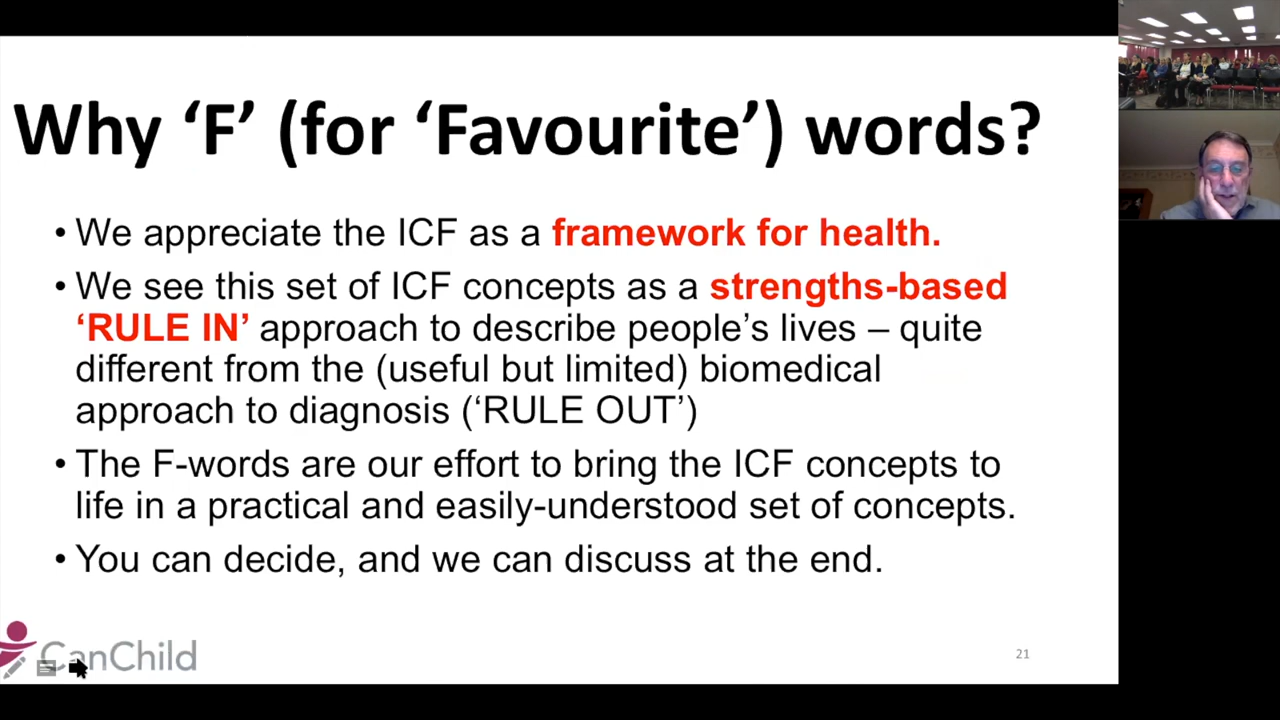 Why ‘F’ (for ‘Favourite’) words?
• We appreciate the ICF as a framework for health.
• We see this set of ICF concepts as a strengths-based
‘RULE IN’ approach to describe people’s lives – quite
different from the (useful but limited) biomedical
approach to diagnosis (‘RULE OUT’)
• The F-words are our effort to bring the ICF concepts to
life in a practical and easily-understood set of concepts.
• You can decide, and we can discuss at the end.
CanChild
21